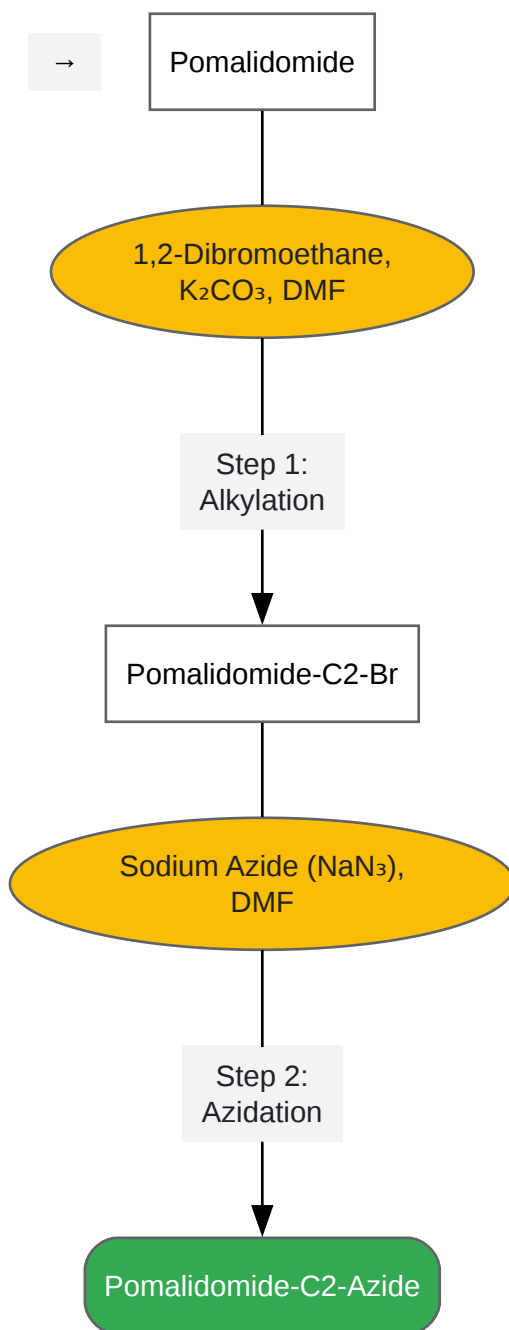 →
Pomalidomide
1,2-Dibromoethane,
K₂CO₃, DMF
Step 1:
Alkylation
Pomalidomide-C2-Br
Sodium Azide (NaN₃),
DMF
Step 2:
Azidation
Pomalidomide-C2-Azide